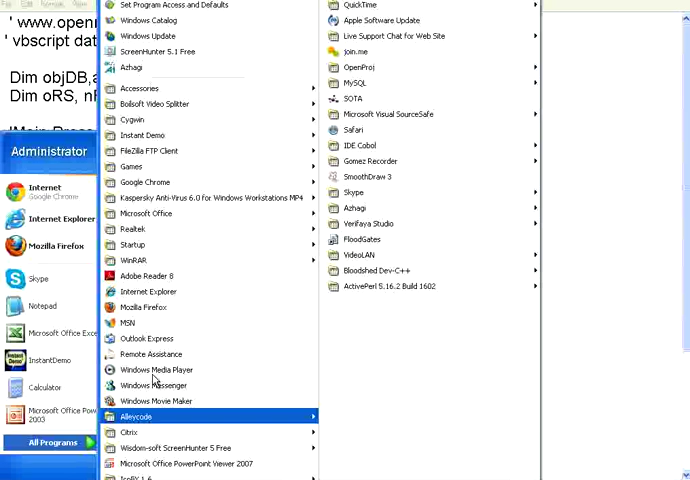 File Edit
' www.openr
' vbscript dat
Dim objDB,a
Dim oRS, nF
Administrator
Internet
Google Chrome
Internet Explorer
Mozilla Firefox
Skype
Notepad
Microsoft Office Exce
InstantDemo
Calculator
Microsoft Office Pow
2003
All Programs
Set Program Access and Defaults
Windows Catalog
Windows Update
ScreenHunter 5.1 Free
Azhagi
Accessories
Boilsoft Video Splitter
Cygwin
Instant Demo
FileZilla FTP Client
Games
Google Chrome
Kaspersky Anti-Virus 6.0 for Windows Workstations MP4
Microsoft Office
Realtek
Startup
WinRAR
Adobe Reader 8
Internet Explorer
Mozilla Firefox
MSN
Outlook Express
Remote Assistance
Windows Media Player
Windows Messenger
Windows Movie Maker
Alleycode
Citrix
Wisdom-soft ScreenHunter 5 Free
Microsoft Office PowerPoint Viewer 2007
QuickTime
Apple Software Update
Live Support Chat for Web Site
join.me
OpenProj
MySQL
SOTA
Microsoft Visual SourceSafe
Safari
IDE Cobol
Gomez Recorder
SmoothDraw 3
Skype
Azhagi
Verifaya Studio
FloodGates
VideoLAN
Bloodshed Dev-C++
ActivePerl 5.16.2 Build 1602